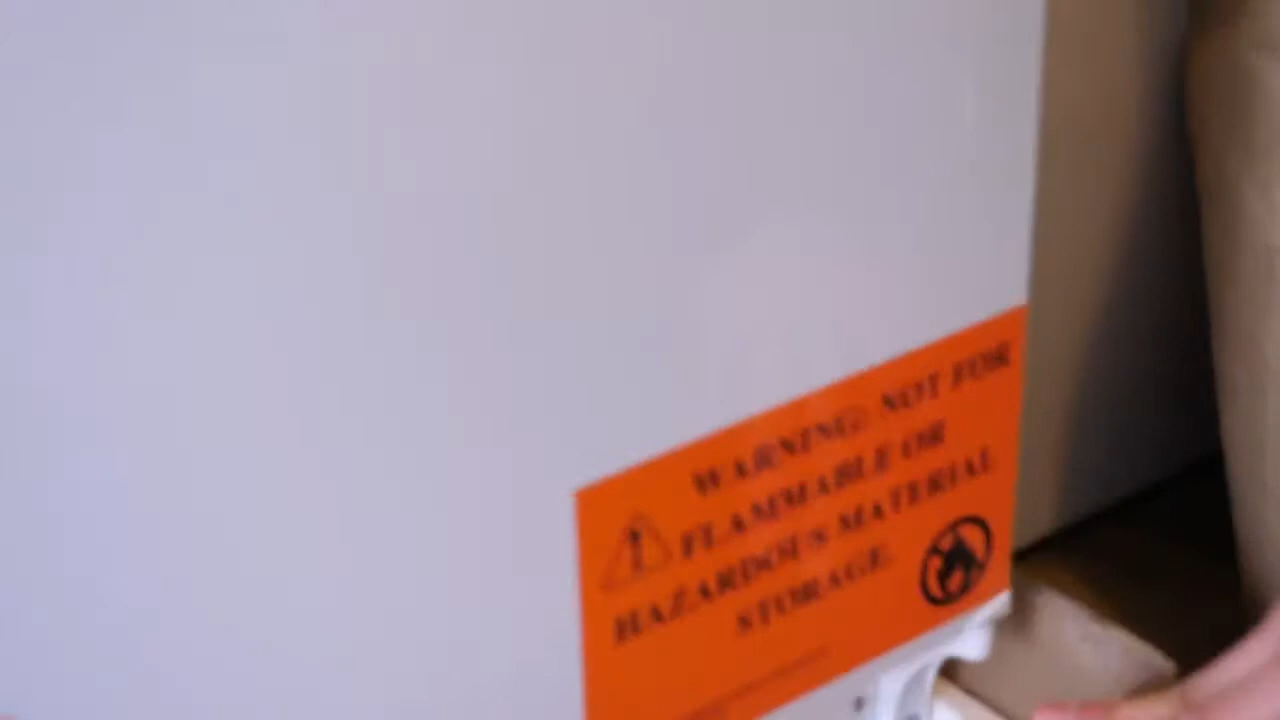 WARNING: NOT FOR
FLAMMABLE OR
HAZARDOUS MATERIAL
STORAGE.